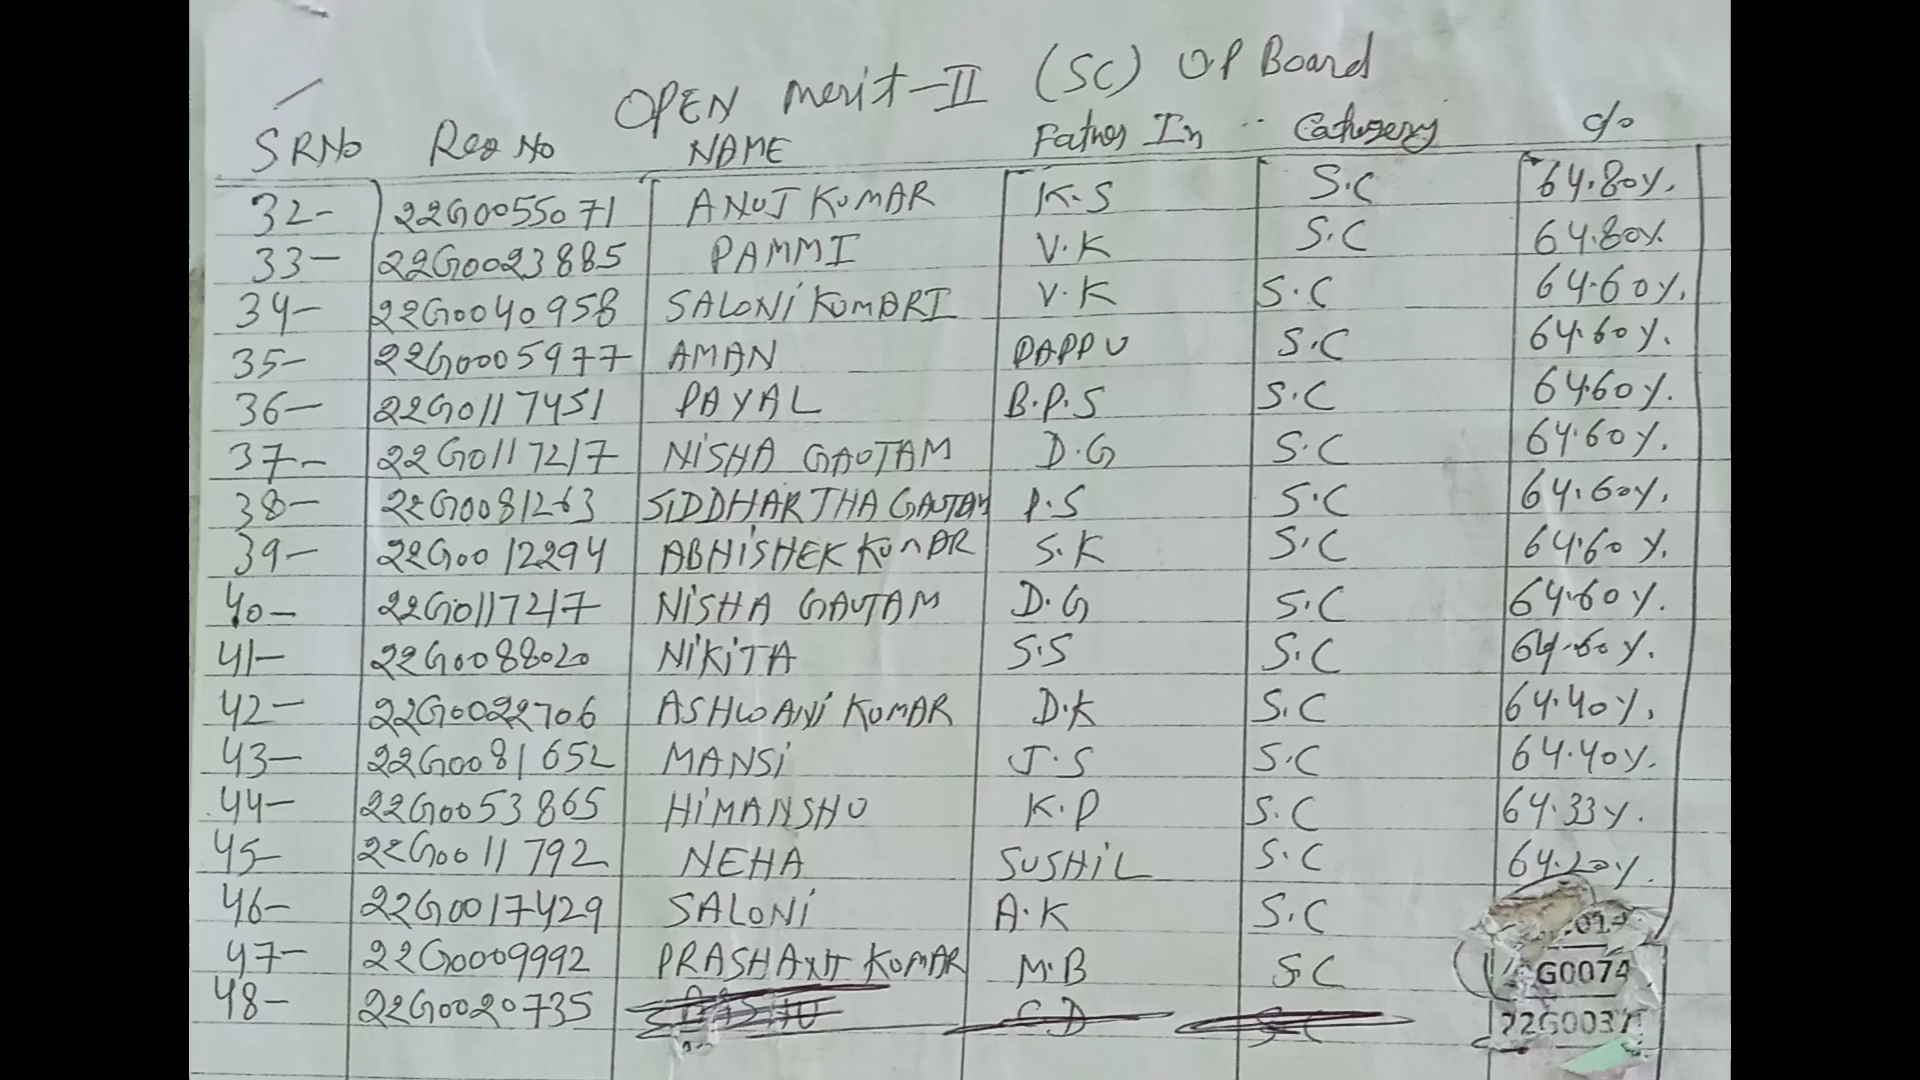 OPEN Merit-II (SC) UP Board
SRNo Reg No NAME Father In Category %
32- 22G0055071 ANUJ KUMAR K.S S.C 64.80%.
33- 22G0023885 PAMMI V.K S.C 64.80%.
34- 22G0040958 SALONi KUMARI V.K S.C 64.60%.
35- 22G0005977 AMAN PAPPU S.C 64.60%.
36- 22G0117451 PAYAL B.P.S S.C 64.60%.
37- 22G0117217 NiSHA GAUTAM D.G S.C 64.60%.
38- 22G0081263 SIDDHARTHA GAUTAM P.S S.C 64.60%.
39- 22G0012294 ABHiSHEK KUMAR S.K S.C 64.60%.
40- 22G0117217 NiSHA GAUTAM D.G S.C 64.60%.
41- 22G0088020 NiKiTA S.S S.C 64.60%.
42- 22G0022706 ASHWANi KUMAR D.K S.C 64.40%.
43- 22G0081652 MANSi J.S S.C 64.40%.
44- 22G0053865 HiMANSHU K.P S.C 64.33%.
45- 22G0011792 NEHA SUSHiL S.C 64.20%.
46- 22G0017429 SALONi A.K S.C
47- 22G0009992 PRASHANT KUMAR M.B S.C G0074
48- 22G0020735 C.D S.C 22G0037